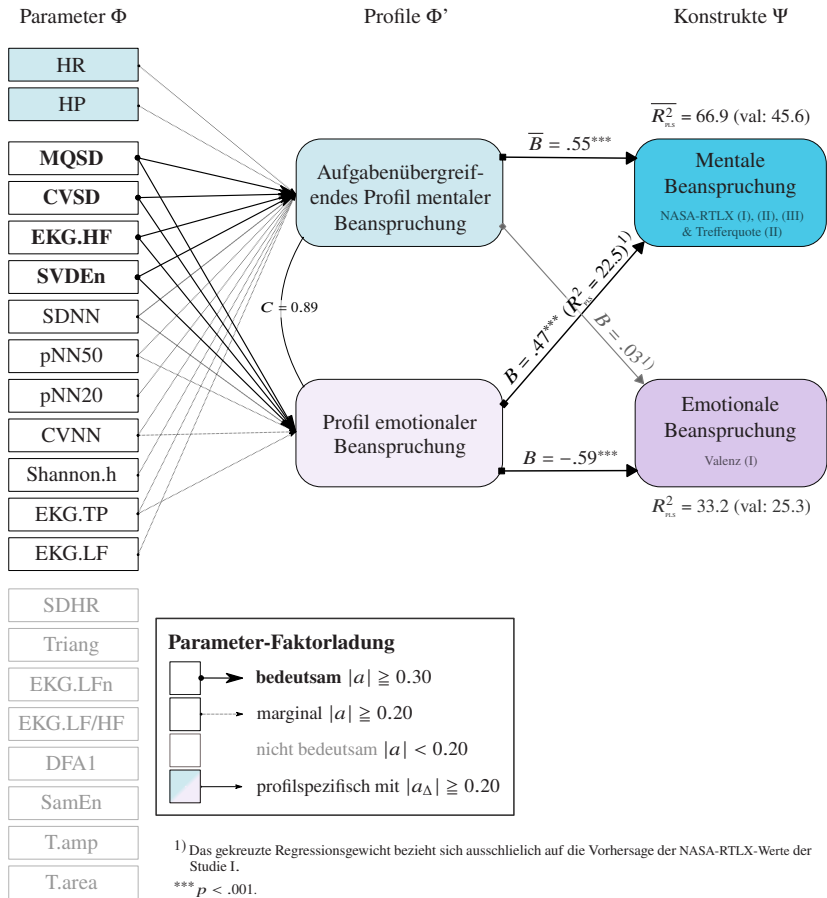 Parameter Φ
Profile Φ’
Konstrukte Ψ
HR
HP
MQSD
CVSD
EKG.HF
SVDEn
SDNN
pNN50
pNN20
CVNN
Shannon.h
EKG.TP
EKG.LF
SDHR
Triang
EKG.LFn
EKG.LF/HF
DFA1
SamEn
T.amp
T.area
Aufgabenübergreif-
endes Profil mentaler
Beanspruchung
C = 0.89
Profil emotionaler
Beanspruchung
B̅ = .55***
B = .47*** (R²PLS = 22.5)1)
B = .031)
B = −.59***
R̅²PLS = 66.9 (val: 45.6)
Mentale
Beanspruchung
NASA-RTLX (I), (II), (III)
& Trefferquote (II)
Emotionale
Beanspruchung
Valenz (I)
R²PLS = 33.2 (val: 25.3)
Parameter-Faktorladung
bedeutsam |a| ≧ 0.30
marginal |a| ≧ 0.20
nicht bedeutsam |a| < 0.20
profilspezifisch mit |aΔ| ≧ 0.20
1) Das gekreuzte Regressionsgewicht bezieht sich ausschlielich auf die Vorhersage der NASA-RTLX-Werte der
Studie I.
*** p < .001.